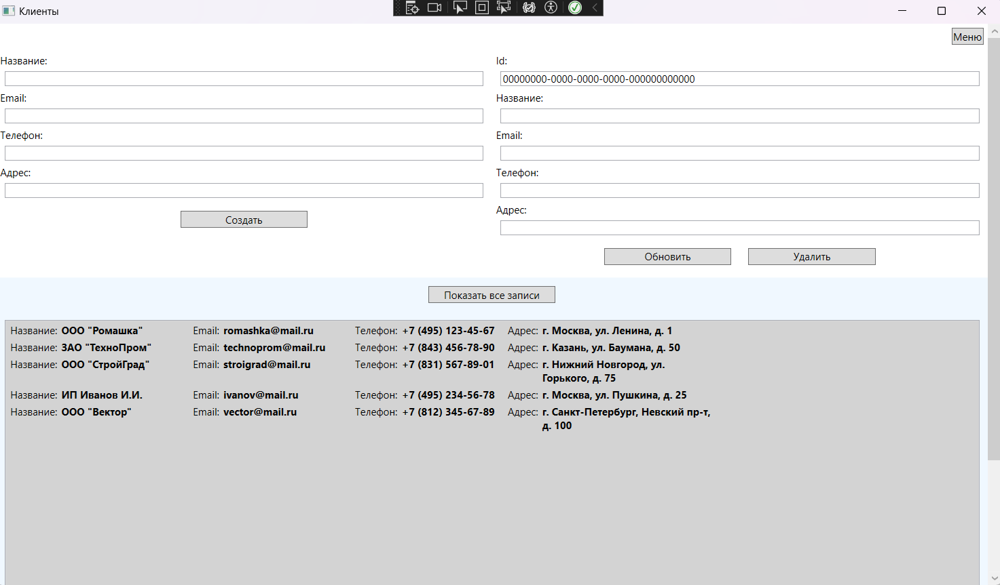 Клиенты
Меню
Название:
Email:
Телефон:
Адрес:
Создать
Id:
00000000-0000-0000-0000-000000000000
Название:
Email:
Телефон:
Адрес:
Обновить Удалить
Показать все записи
Название: ООО "Ромашка" Email: romashka@mail.ru Телефон: +7 (495) 123-45-67 Адрес: г. Москва, ул. Ленина, д. 1
Название: ЗАО "ТехноПром" Email: technoprom@mail.ru Телефон: +7 (843) 456-78-90 Адрес: г. Казань, ул. Баумана, д. 50
Название: ООО "СтройГрад" Email: stroigrad@mail.ru Телефон: +7 (831) 567-89-01 Адрес: г. Нижний Новгород, ул.
Горького, д. 75
Название: ИП Иванов И.И. Email: ivanov@mail.ru Телефон: +7 (495) 234-56-78 Адрес: г. Москва, ул. Пушкина, д. 25
Название: ООО "Вектор" Email: vector@mail.ru Телефон: +7 (812) 345-67-89 Адрес: г. Санкт-Петербург, Невский пр-т,
д. 100